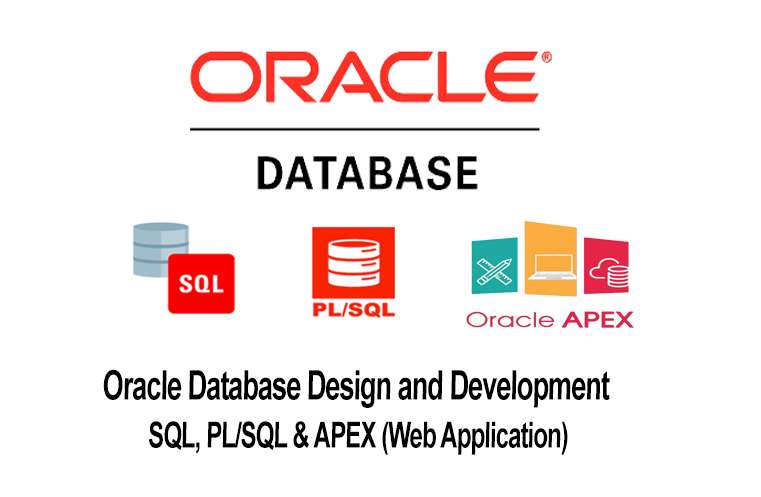 ORACLE®
DATABASE
SQL
PL/SQL
Oracle APEX
Oracle Database Design and Development
SQL, PL/SQL & APEX (Web Application)